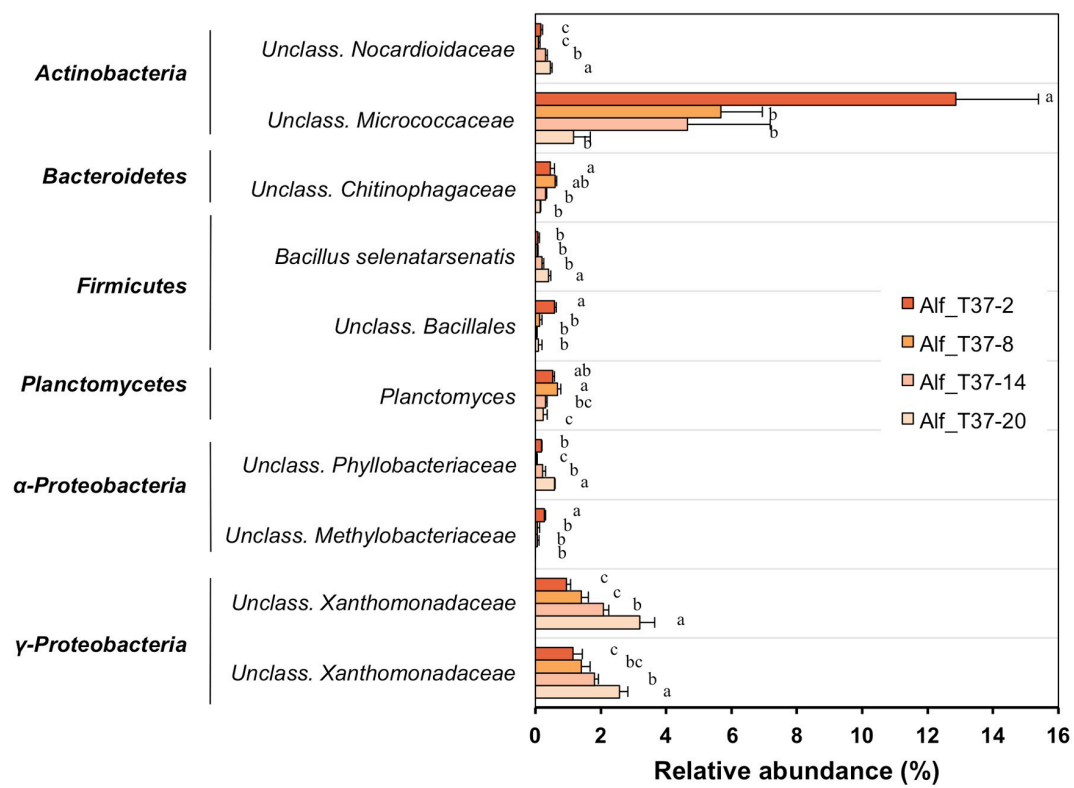 Actinobacteria
Unclass. Nocardioidaceae
c
c
b
a
Unclass. Micrococcaceae
a
b
b
b
Bacteroidetes
Unclass. Chitinophagaceae
a
ab
b
b
Firmicutes
Bacillus selenatarsenatis
b
b
b
a
Unclass. Bacillales
a
b
b
b
Planctomycetes
Planctomyces
ab
a
bc
c
α-Proteobacteria
Unclass. Phyllobacteriaceae
b
c
b
a
Unclass. Methylobacteriaceae
a
b
b
b
γ-Proteobacteria
Unclass. Xanthomonadaceae
c
c
b
a
Unclass. Xanthomonadaceae
c
bc
b
a
Alf_T37-2
Alf_T37-8
Alf_T37-14
Alf_T37-20
0 2 4 6 8 10 12 14 16
Relative abundance (%)